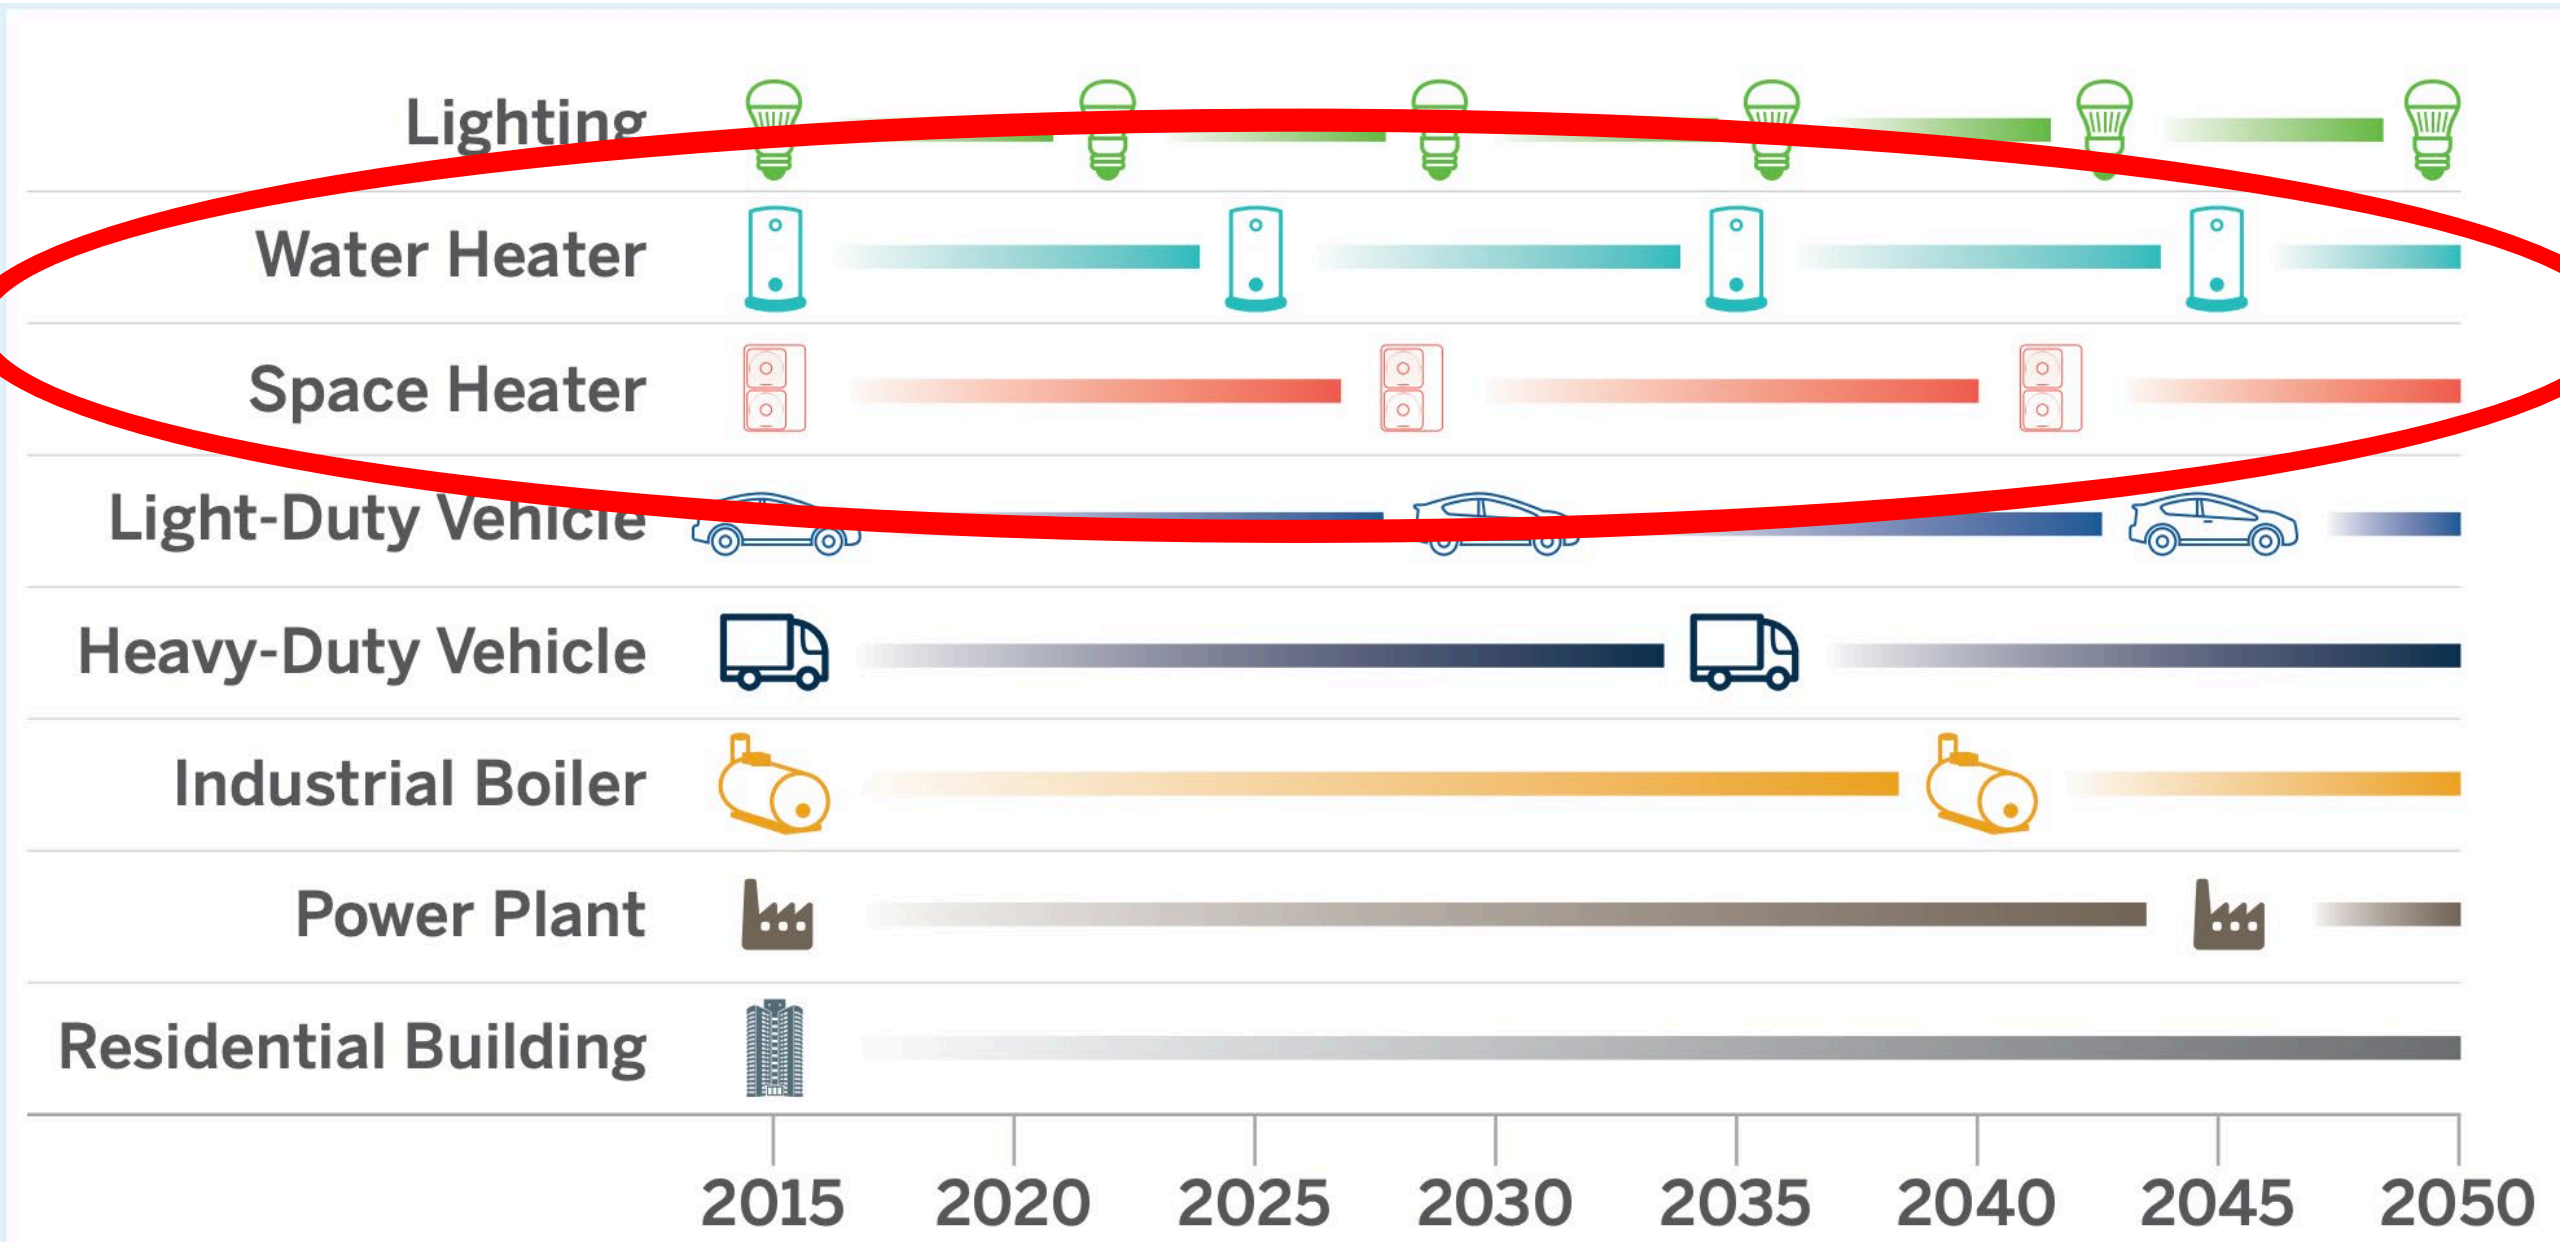 Lighting
Water Heater
Space Heater
Light-Duty Vehicle
Heavy-Duty Vehicle
Industrial Boiler
Power Plant
Residential Building
2015 2020 2025 2030 2035 2040 2045 2050